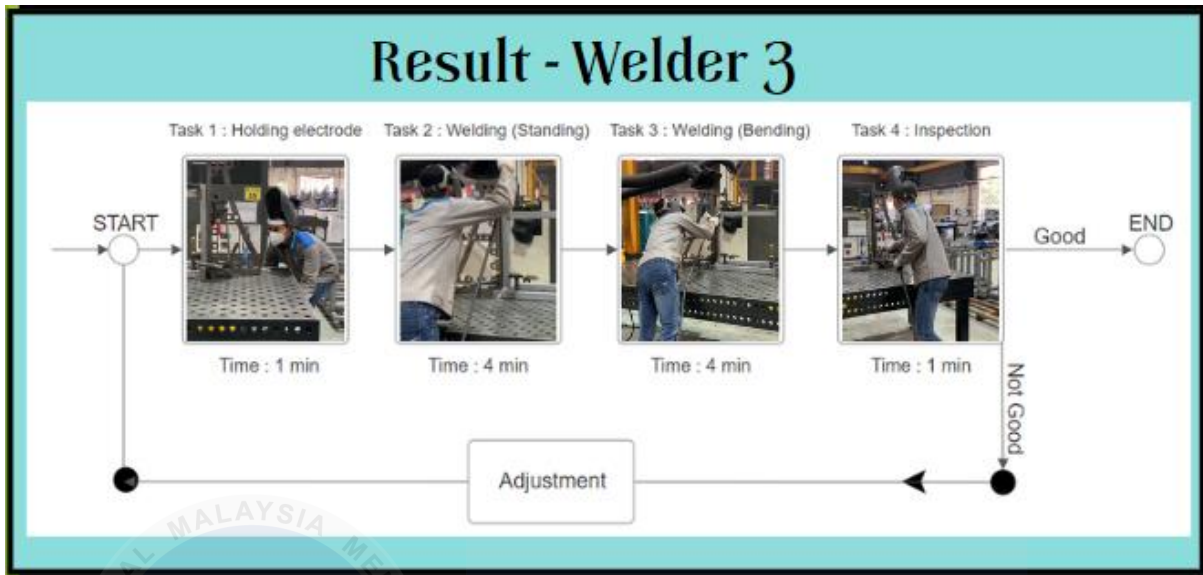 Result - Welder 3
Task 1 : Holding electrode
Task 2 : Welding (Standing)
Task 3 : Welding (Bending)
Task 4 : Inspection
START
Good
END
Time : 1 min
Time : 4 min
Time : 4 min
Time : 1 min
Not Good
Adjustment
MALAYSIA